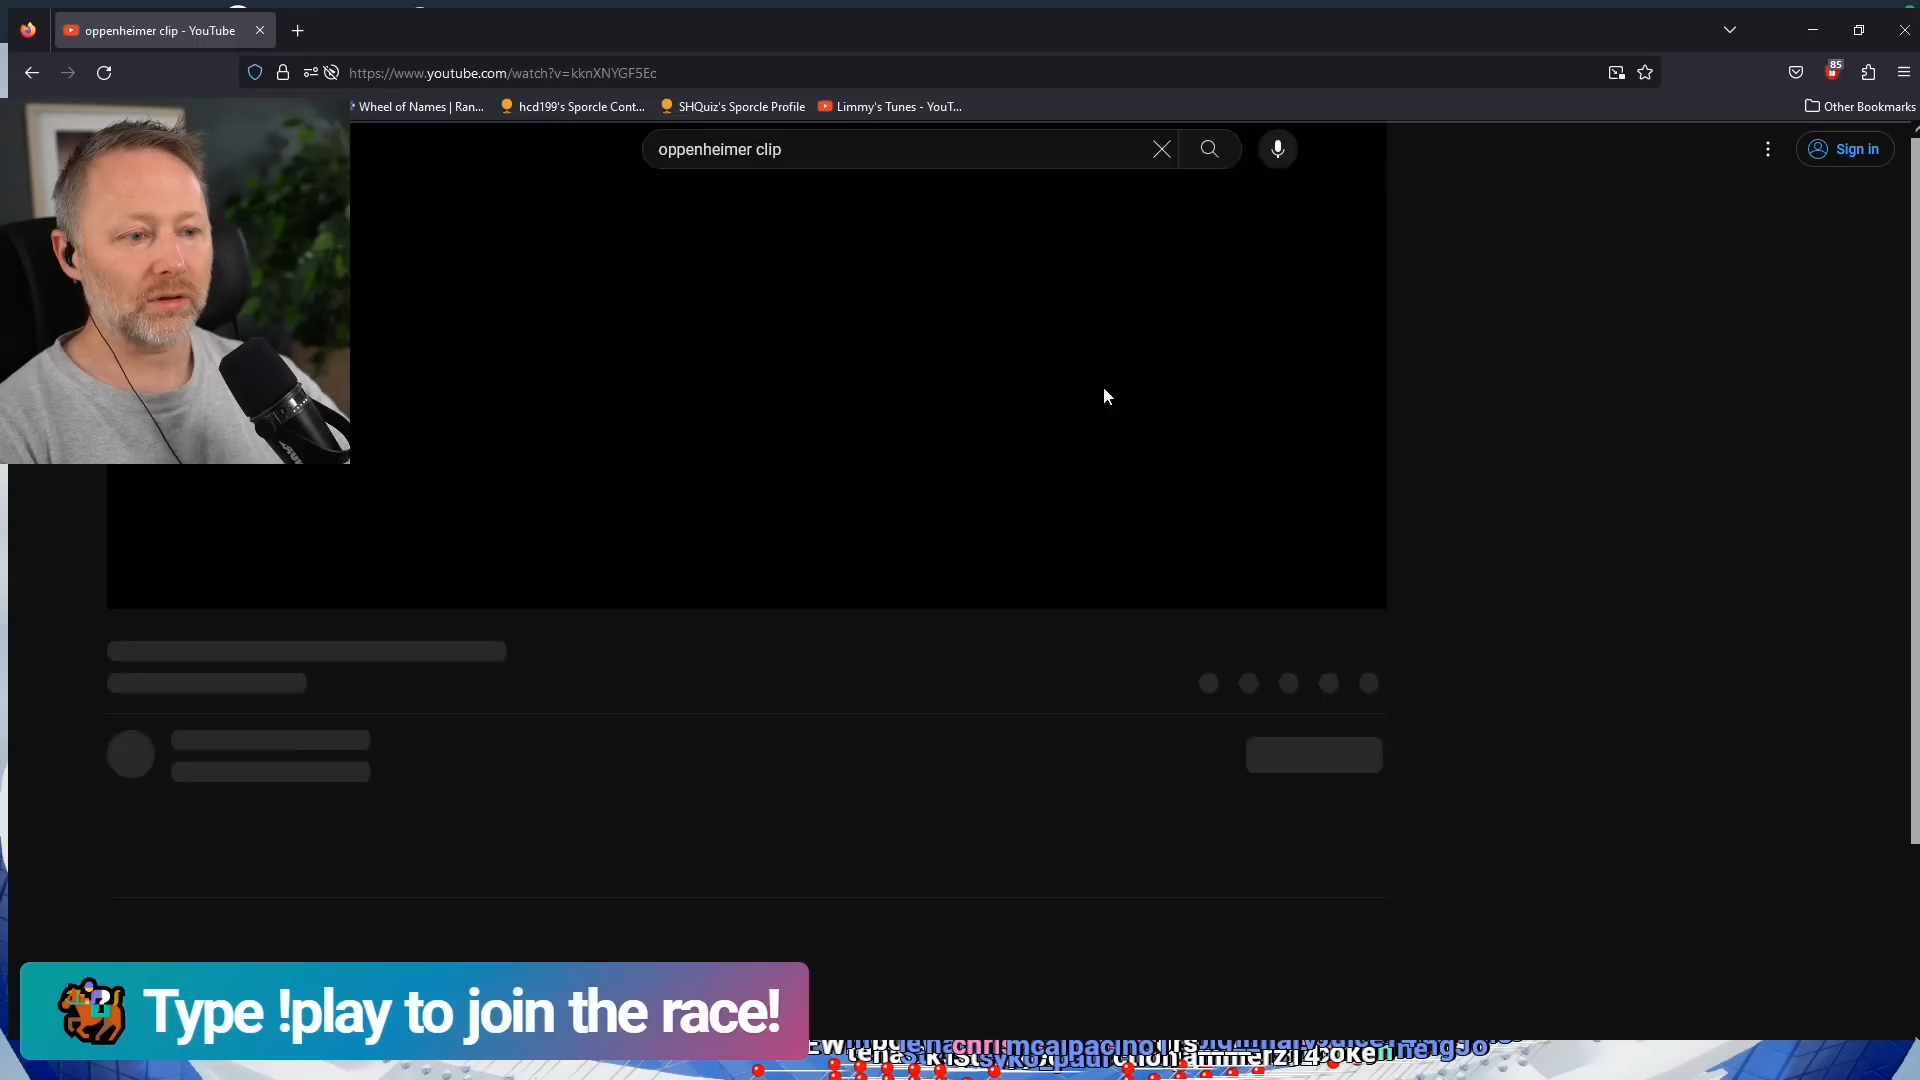 oppenheimer clip - YouTube
https://www.youtube.com/watch?v=kknXNYGF5Ec
85
Wheel of Names | Ran...
hcd199's Sporcle Cont...
SHQuiz's Sporcle Profile
Limmy's Tunes - YouT...
Other Bookmarks
oppenheimer clip
Sign in
Type !play to join the race!